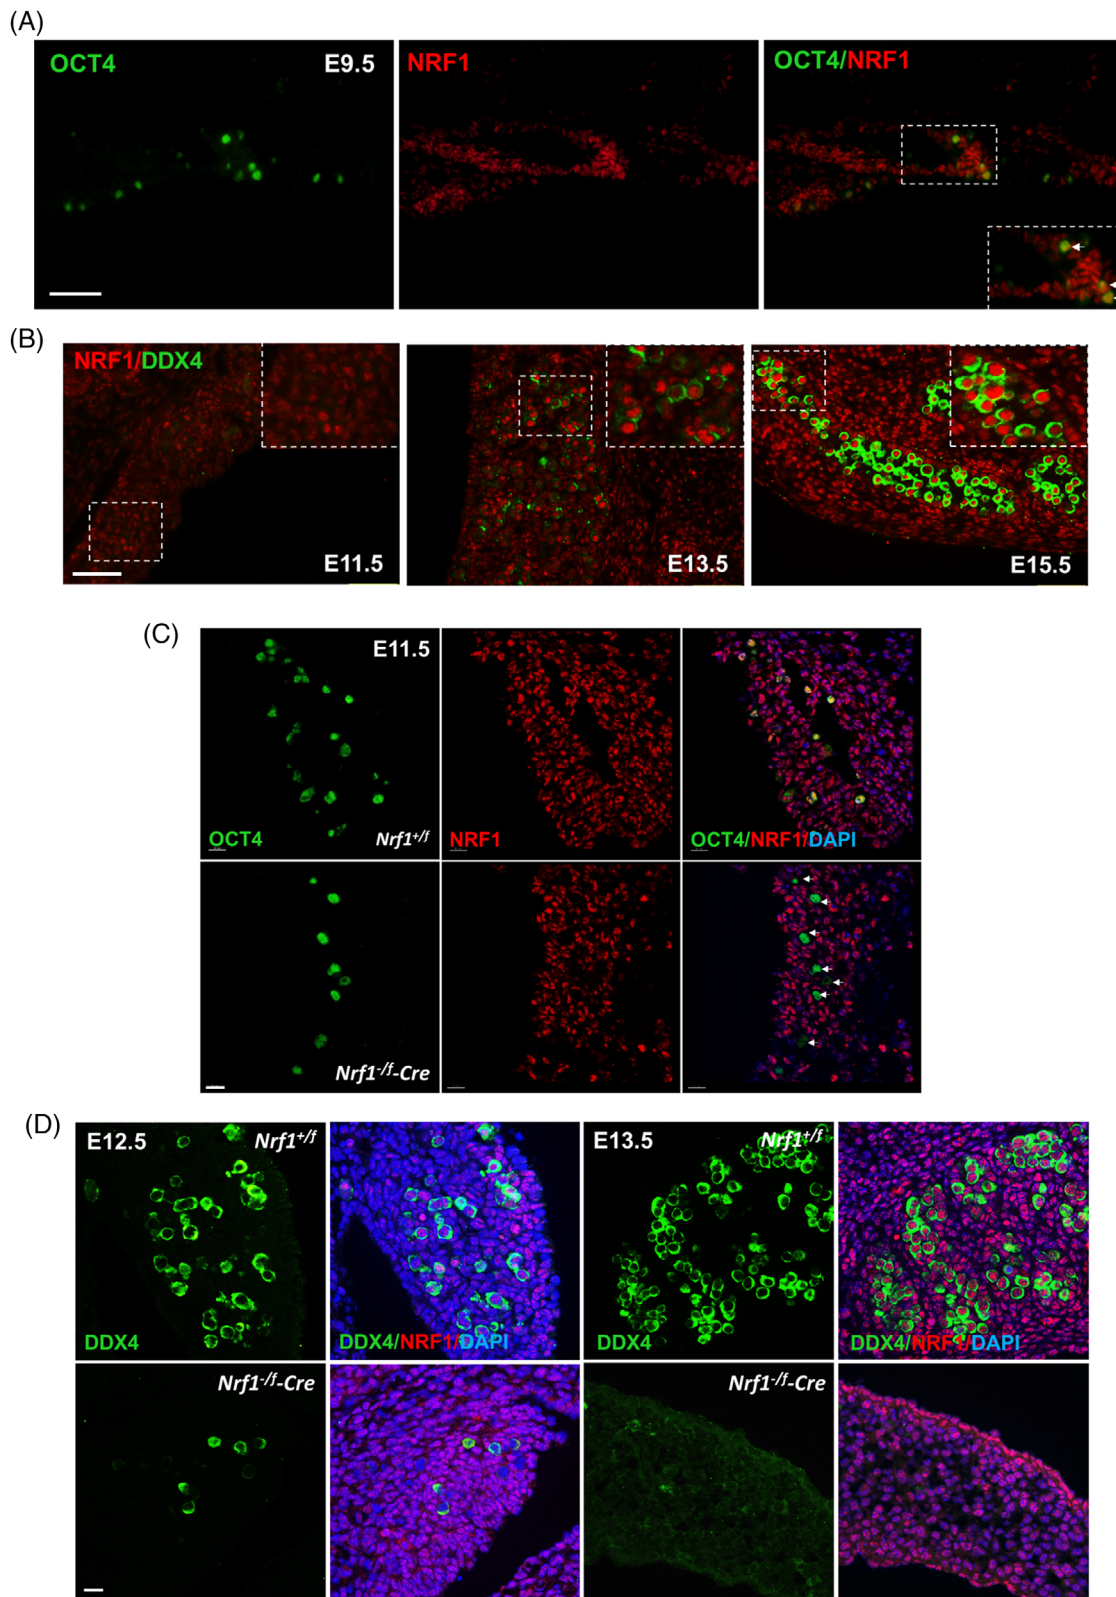 (A)
OCT4 E9.5 NRF1 OCT4/NRF1
(B)
NRF1/DDX4
E11.5 E13.5 E15.5
(C)
E11.5
OCT4 Nrf1+/f NRF1 OCT4/NRF1/DAPI
Nrf1-/f-Cre
(D)
E12.5 Nrf1+/f E13.5 Nrf1+/f
DDX4 DDX4/NRF1/DAPI DDX4 DDX4/NRF1/DAPI
Nrf1-/f-Cre Nrf1-/f-Cre